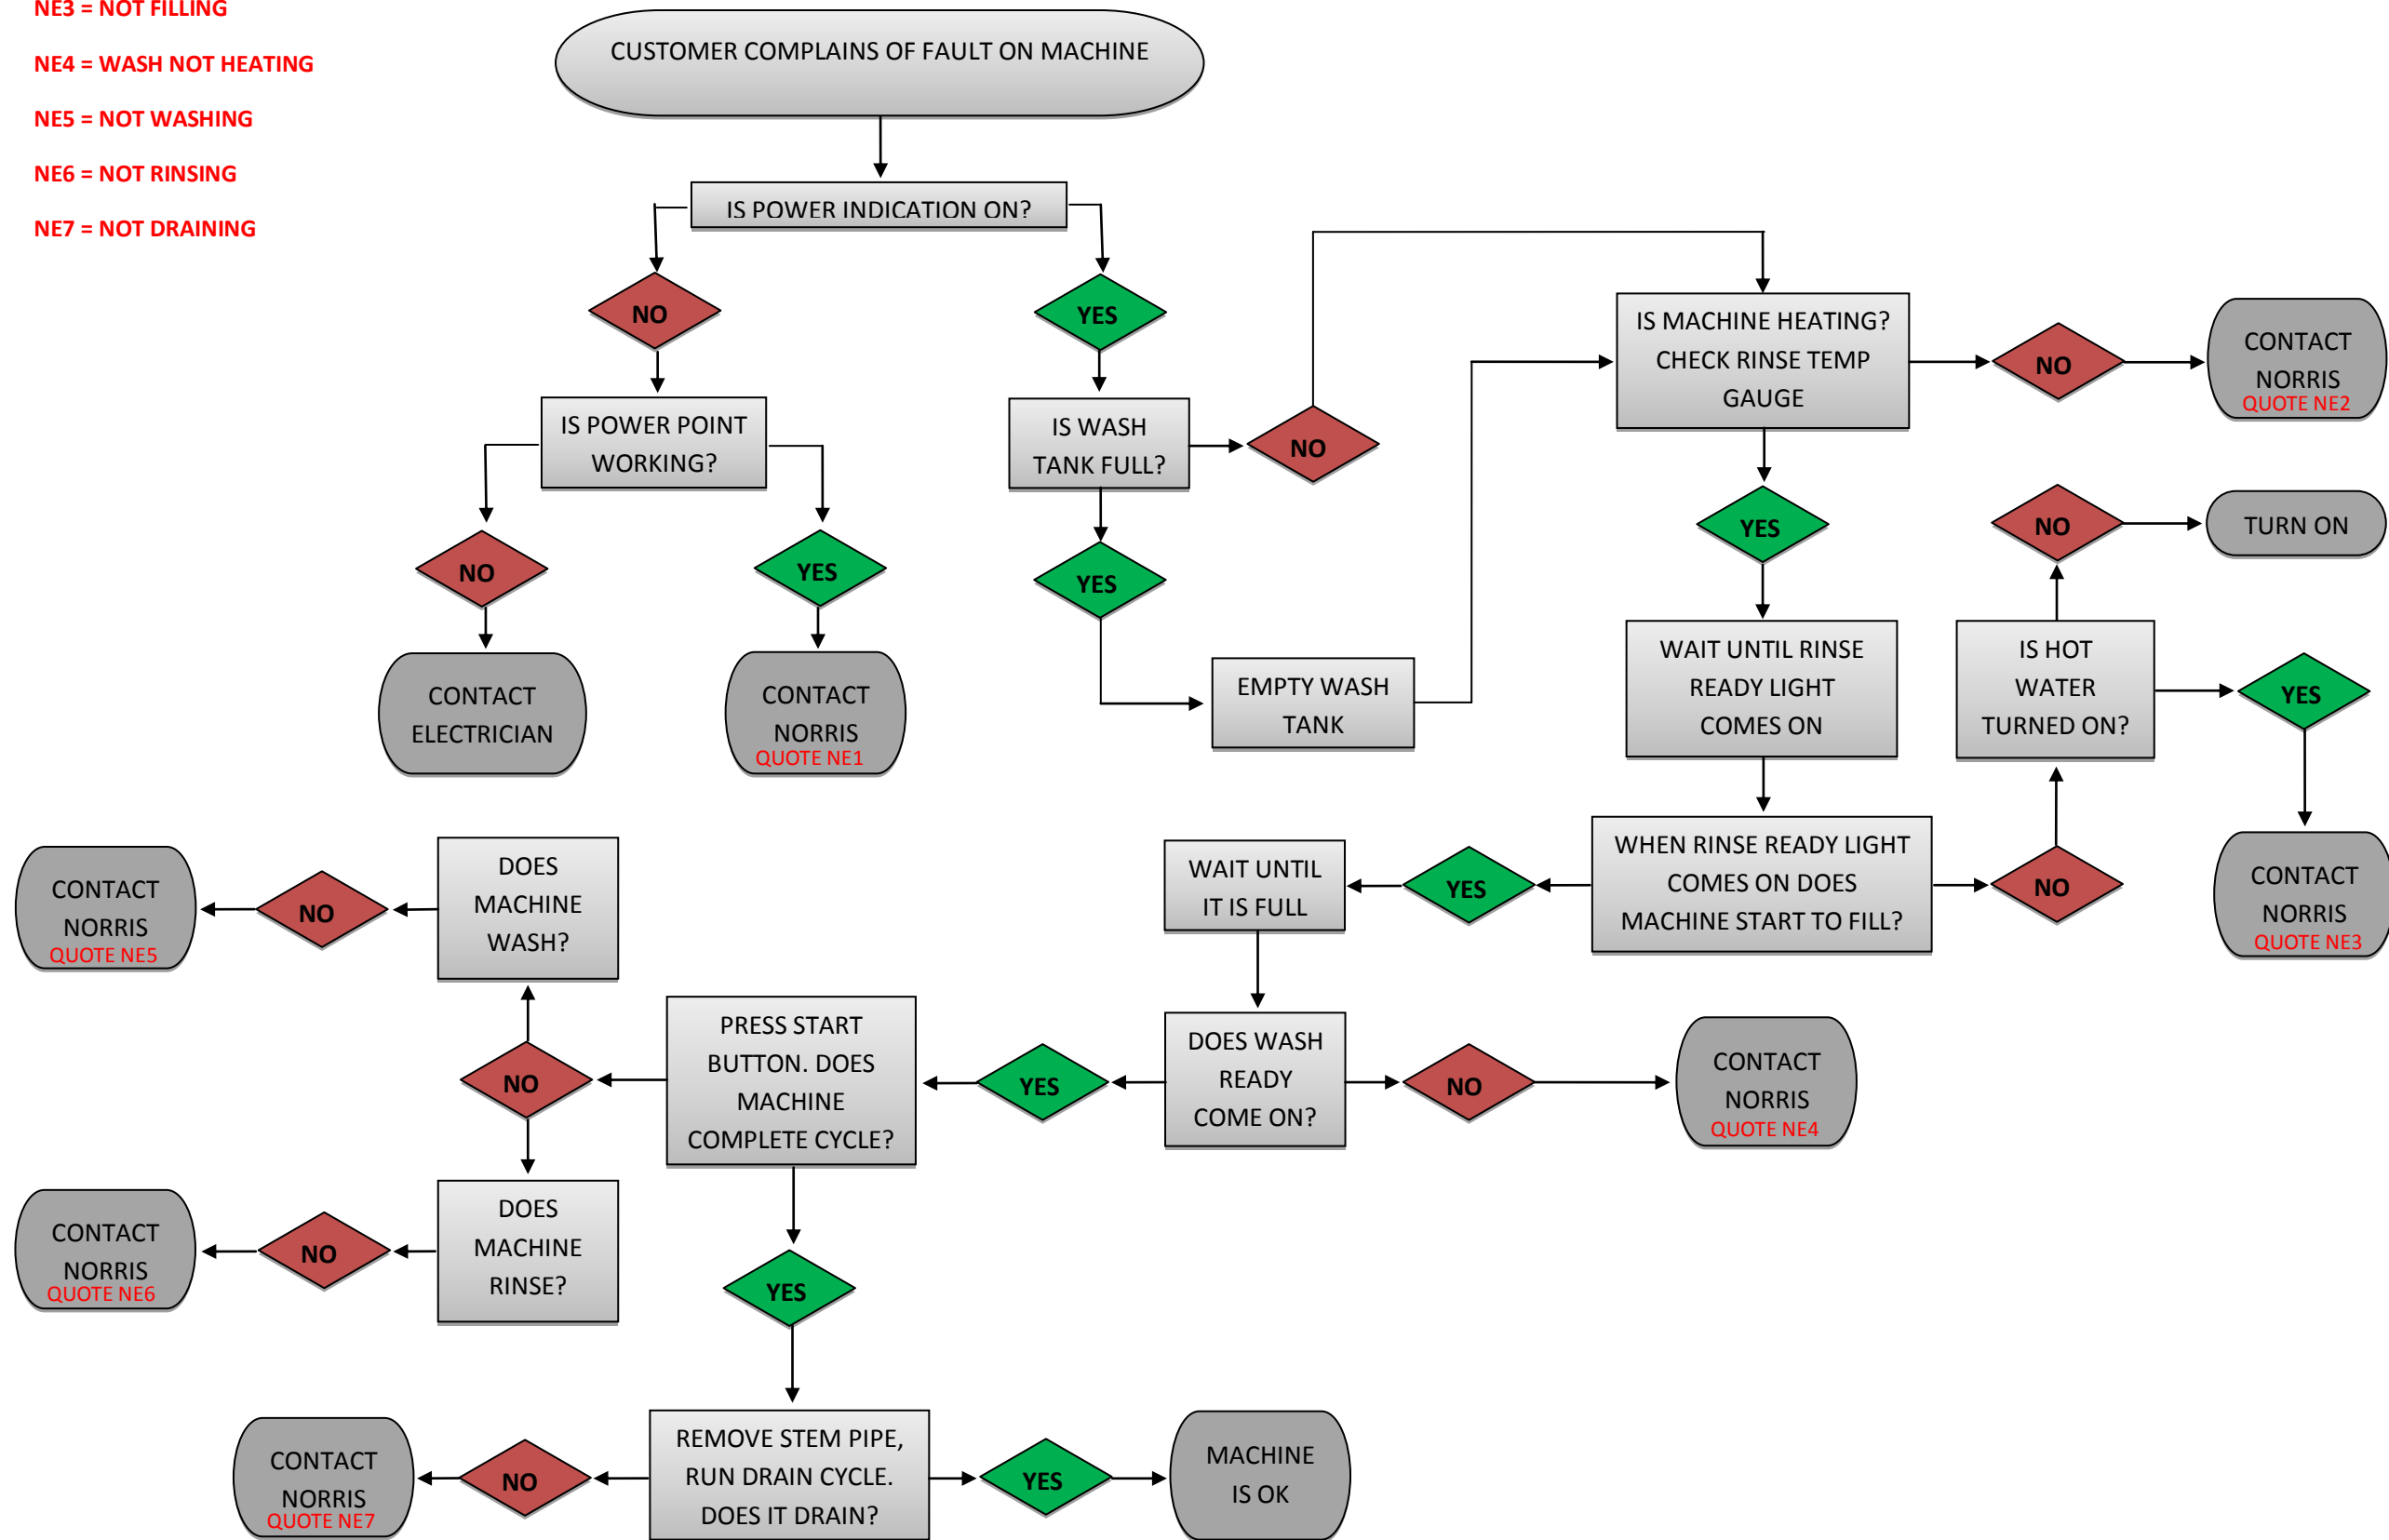 NE3 = NOT FILLING
NE4 = WASH NOT HEATING
NE5 = NOT WASHING
NE6 = NOT RINSING
NE7 = NOT DRAINING
CUSTOMER COMPLAINS OF FAULT ON MACHINE
IS POWER INDICATION ON?
NO
YES
IS POWER POINT
WORKING?
NO
YES
CONTACT
ELECTRICIAN
CONTACT
NORRIS
QUOTE NE1
IS WASH
TANK FULL?
NO
YES
EMPTY WASH
TANK
IS MACHINE HEATING?
CHECK RINSE TEMP
GAUGE
NO
CONTACT
NORRIS
QUOTE NE2
YES
WAIT UNTIL RINSE
READY LIGHT
COMES ON
WHEN RINSE READY LIGHT
COMES ON DOES
MACHINE START TO FILL?
NO
IS HOT
WATER
TURNED ON?
NO
TURN ON
YES
CONTACT
NORRIS
QUOTE NE3
YES
WAIT UNTIL
IT IS FULL
DOES WASH
READY
COME ON?
NO
CONTACT
NORRIS
QUOTE NE4
YES
PRESS START
BUTTON. DOES
MACHINE
COMPLETE CYCLE?
NO
DOES
MACHINE
WASH?
NO
CONTACT
NORRIS
QUOTE NE5
DOES
MACHINE
RINSE?
NO
CONTACT
NORRIS
QUOTE NE6
YES
REMOVE STEM PIPE,
RUN DRAIN CYCLE.
DOES IT DRAIN?
NO
CONTACT
NORRIS
QUOTE NE7
YES
MACHINE
IS OK